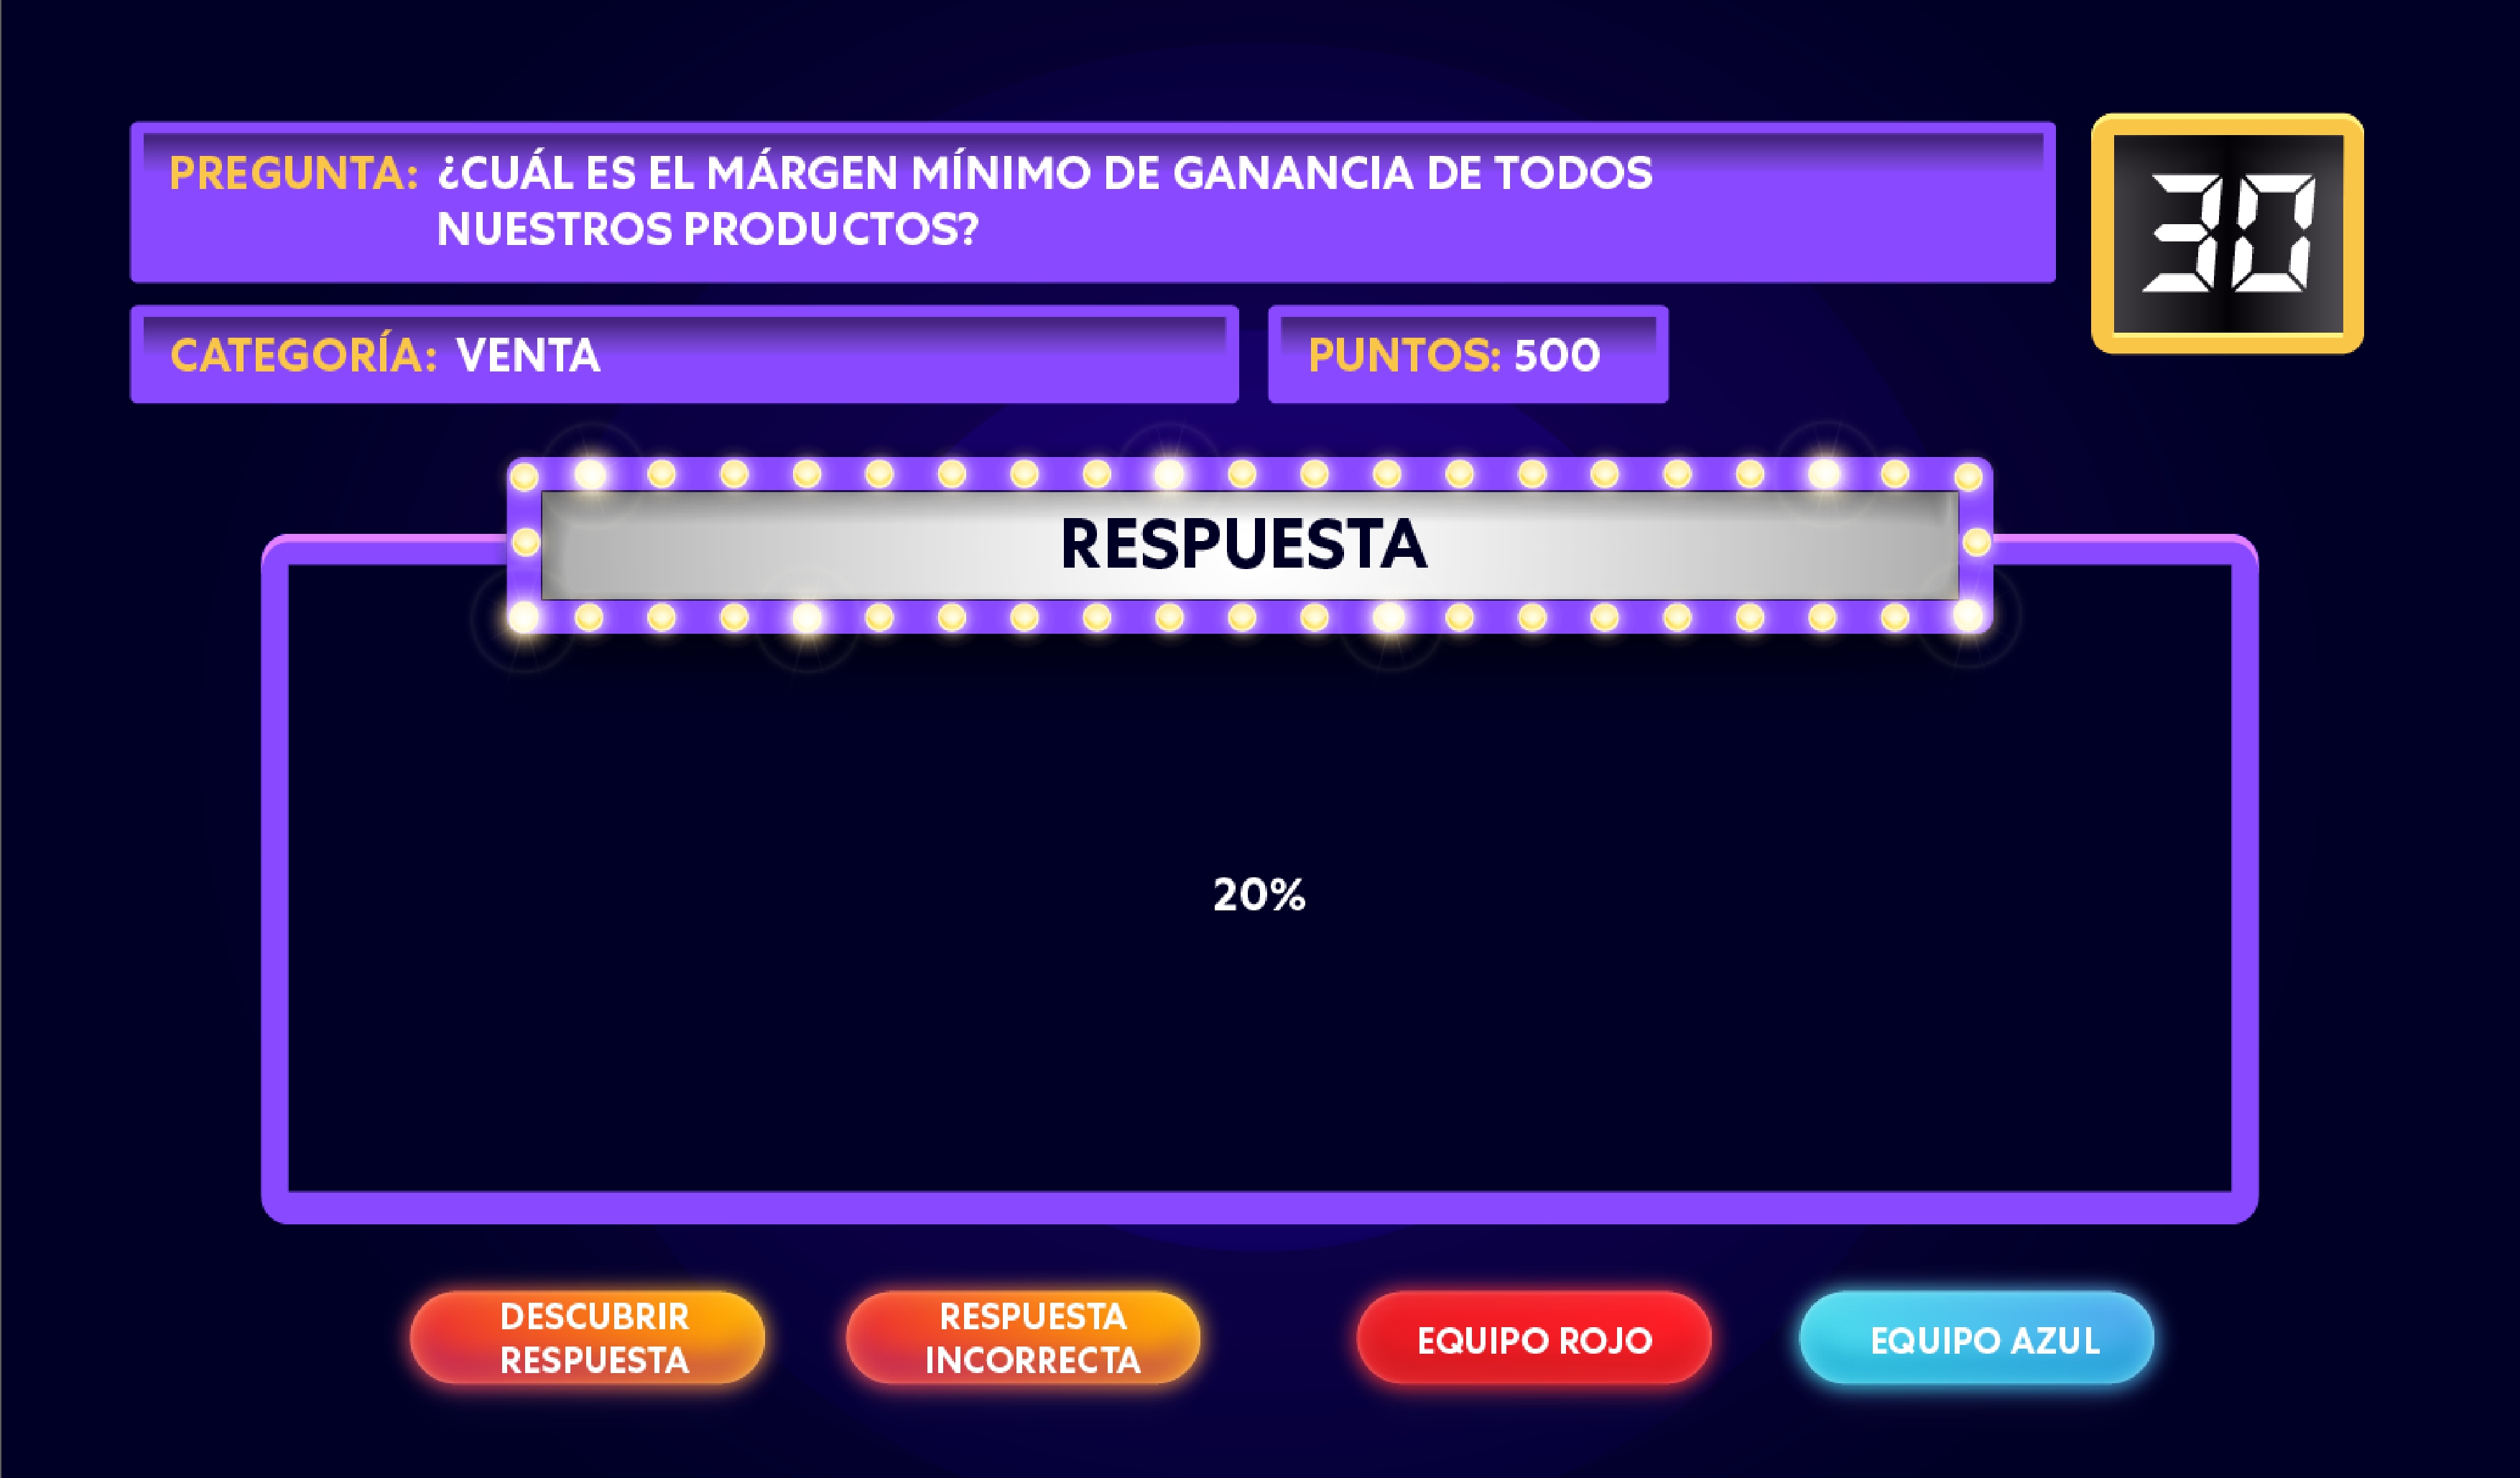 PREGUNTA: ¿CUÁL ES EL MÁRGEN MÍNIMO DE GANANCIA DE TODOS
NUESTROS PRODUCTOS?
30
CATEGORÍA: VENTA
PUNTOS: 500
RESPUESTA
20%
DESCUBRIR
RESPUESTA
RESPUESTA
INCORRECTA
EQUIPO ROJO
EQUIPO AZUL